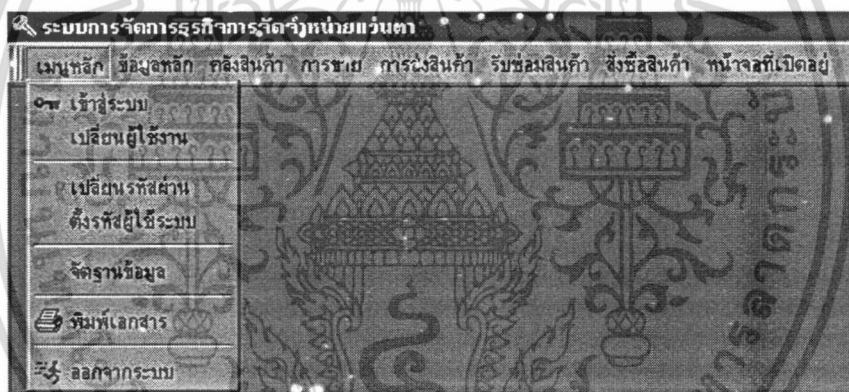 ระบบการจัดการธุรกิจการจัดจำหน่ายแว่นตา
เมนูหลัก ข้อมูลหลัก คลังสินค้า การขาย การส่งสินค้า รับซ่อมสินค้า สั่งซื้อสินค้า หน้าจอที่เปิดอยู่
เข้าสู่ระบบ
เปลี่ยนผู้ใช้งาน
เปลี่ยนรหัสผ่าน
ตั้งรหัสผู้ใช้ระบบ
จัดฐานข้อมูล
พิมพ์เอกสาร
ออกจากระบบ